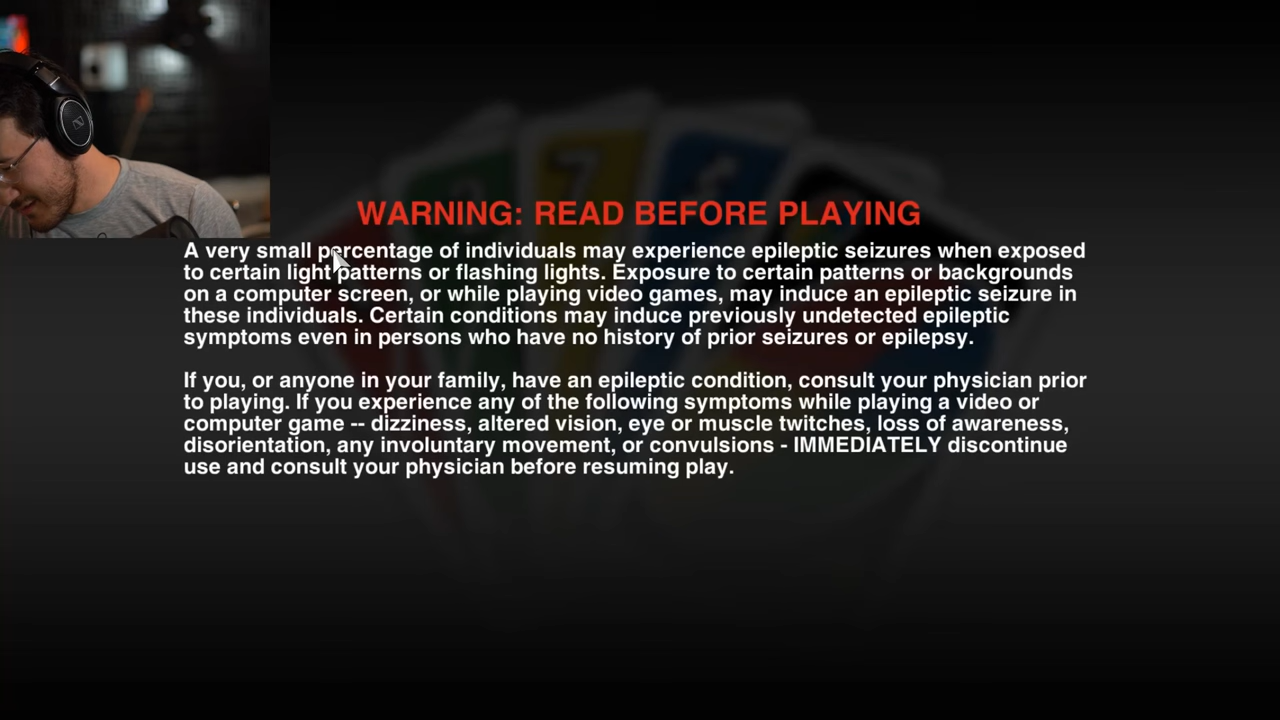 WARNING: READ BEFORE PLAYING
A very small percentage of individuals may experience epileptic seizures when exposed
to certain light patterns or flashing lights. Exposure to certain patterns or backgrounds
on a computer screen, or while playing video games, may induce an epileptic seizure in
these individuals. Certain conditions may induce previously undetected epileptic
symptoms even in persons who have no history of prior seizures or epilepsy.
If you, or anyone in your family, have an epileptic condition, consult your physician prior
to playing. If you experience any of the following symptoms while playing a video or
computer game -- dizziness, altered vision, eye or muscle twitches, loss of awareness,
disorientation, any involuntary movement, or convulsions - IMMEDIATELY discontinue
use and consult your physician before resuming play.